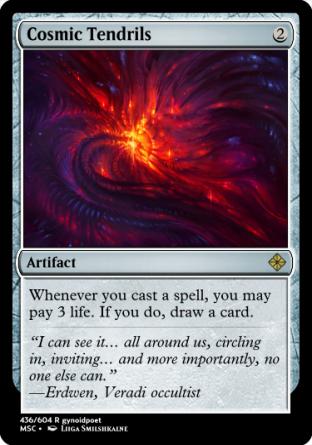 Cosmic Tendrils 2
Artifact
Whenever you cast a spell, you may
pay 3 life. If you do, draw a card.
“I can see it… all around us, circling
in, inviting… and more importantly, no
one else can.”
—Erdwen, Veradi occultist
436/604 R gynoidpoet
MSC • Liiga Smilshkalne